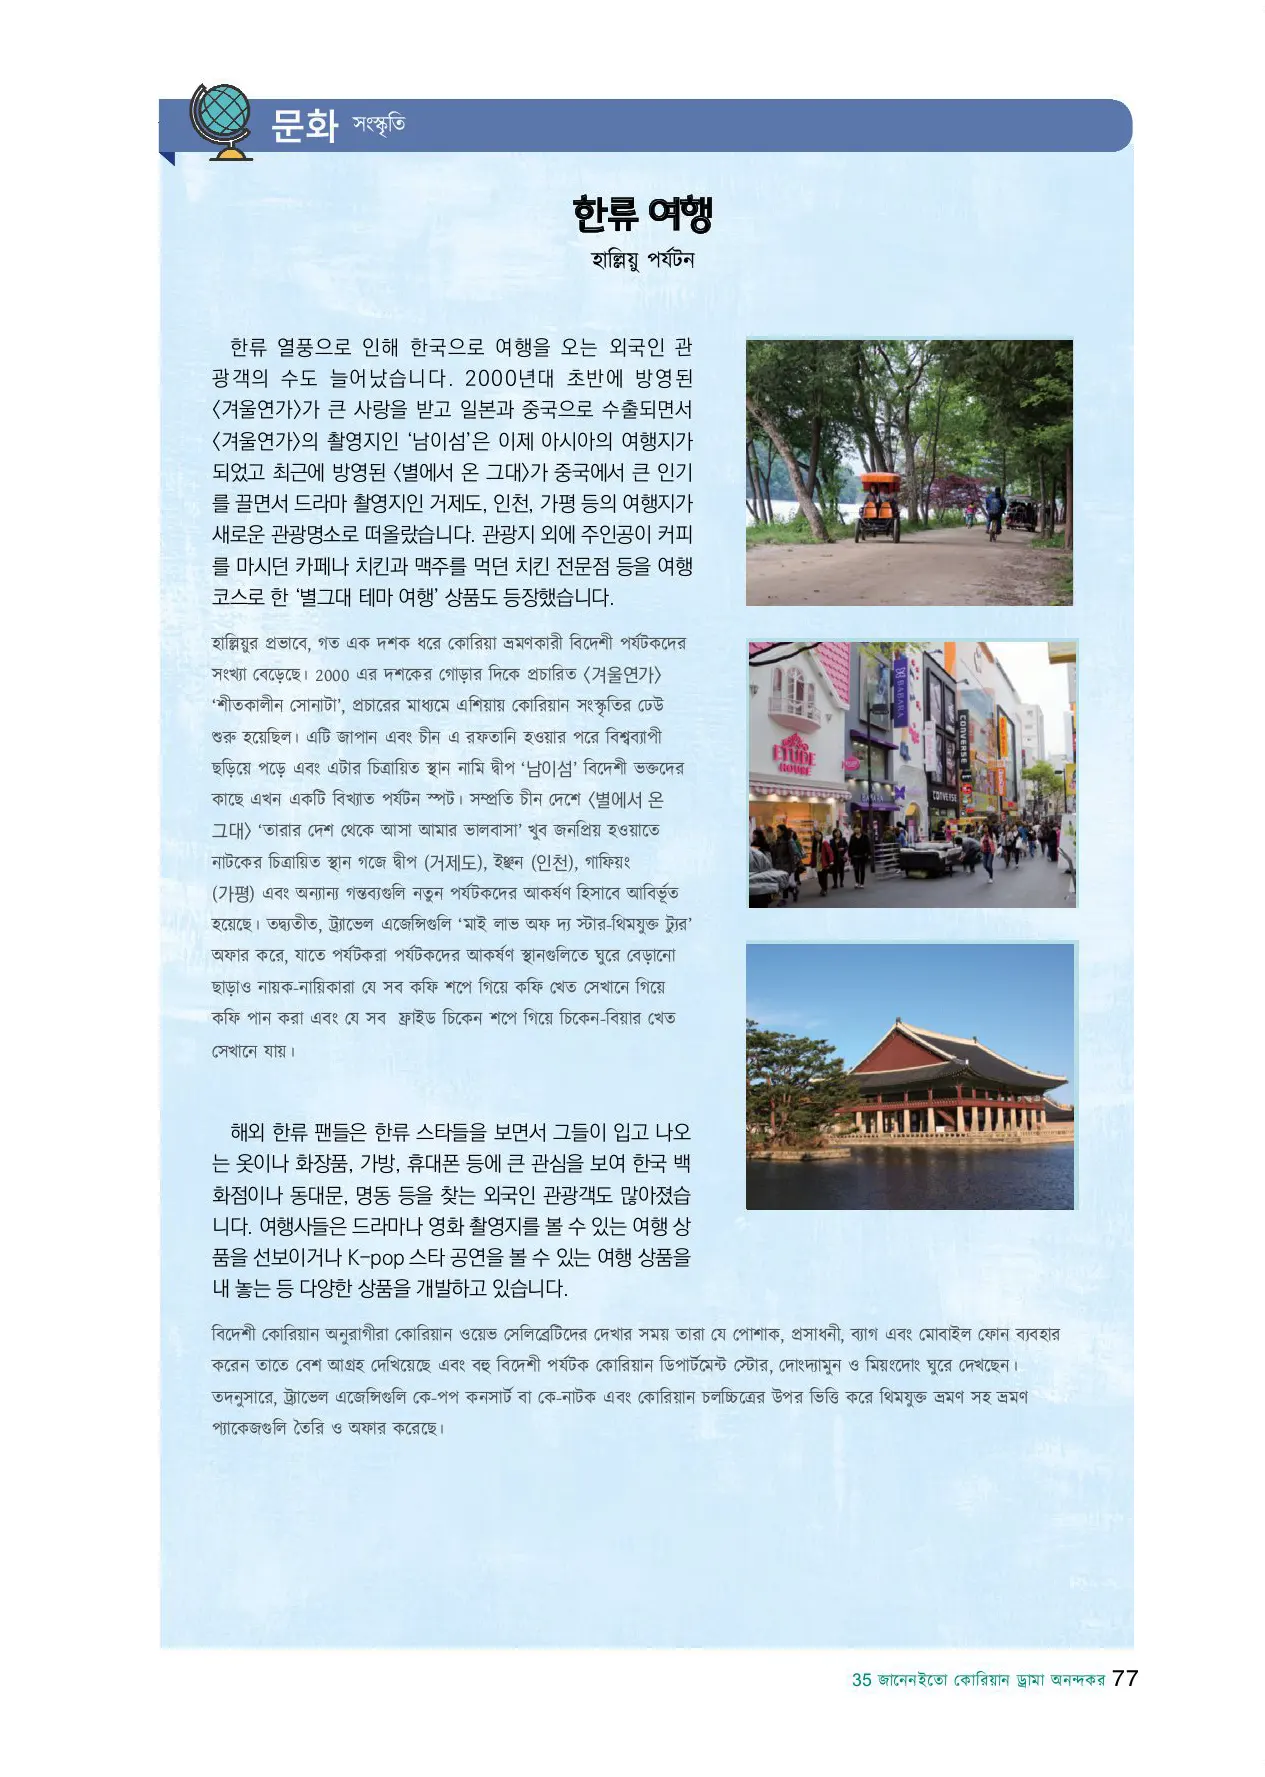 문화 সংস্কৃতি
한류 여행
হাল্লিয়ু পর্যটন
한류 열풍으로 인해 한국으로 여행을 오는 외국인 관
광객의 수도 늘어났습니다. 2000년대 초반에 방영된
〈겨울연가〉가 큰 사랑을 받고 일본과 중국으로 수출되면서
〈겨울연가〉의 촬영지인 ‘남이섬’은 이제 아시아의 여행지가
되었고 최근에 방영된 〈별에서 온 그대〉가 중국에서 큰 인기
를 끌면서 드라마 촬영지인 거제도, 인천, 가평 등의 여행지가
새로운 관광명소로 떠올랐습니다. 관광지 외에 주인공이 커피
를 마시던 카페나 치킨과 맥주를 먹던 치킨 전문점 등을 여행
코스로 한 ‘별그대 테마 여행’ 상품도 등장했습니다.
হাল্লিয়ুর প্রভাবে, গত এক দশক ধরে কোরিয়া ভ্রমণকারী বিদেশী পর্যটকদের
সংখ্যা বেড়েছে। 2000 এর দশকের গোড়ার দিকে প্রচারিত 〈겨울연가〉
‘শীতকালীন সোনাটা’, প্রচারের মাধ্যমে এশিয়ায় কোরিয়ান সংস্কৃতির ঢেউ
শুরু হয়েছিল। এটি জাপান এবং চীন এ রফতানি হওয়ার পরে বিশ্বব্যাপী
ছড়িয়ে পড়ে এবং এটার চিত্রায়িত স্থান নামি দ্বীপ ‘남이섬’ বিদেশী ভক্তদের
কাছে এখন একটি বিখ্যাত পর্যটন স্পট। সম্প্রতি চীন দেশে 〈별에서 온
그대〉 ‘তারার দেশ থেকে আসা আমার ভালবাসা’ খুব জনপ্রিয় হওয়াতে
নাটকের চিত্রায়িত স্থান গজে দ্বীপ (거제도), ইঞ্চন (인천), গাফিয়ং
(가평) এবং অন্যান্য গন্তব্যগুলি নতুন পর্যটকদের আকর্ষণ হিসাবে আবির্ভূত
হয়েছে। তদ্ব্যতীত, ট্র্যাভেল এজেন্সিগুলি ‘মাই লাভ অফ দ্য স্টার-থিমযুক্ত ট্যুর’
অফার করে, যাতে পর্যটকরা পর্যটকদের আকর্ষণ স্থানগুলিতে ঘুরে বেড়ানো
ছাড়াও নায়ক-নায়িকারা যে সব কফি শপে গিয়ে কফি খেত সেখানে গিয়ে
কফি পান করা এবং যে সব ফ্রাইড চিকেন শপে গিয়ে চিকেন-বিয়ার খেত
সেখানে যায়।
해외 한류 팬들은 한류 스타들을 보면서 그들이 입고 나오
는 옷이나 화장품, 가방, 휴대폰 등에 큰 관심을 보여 한국 백
화점이나 동대문, 명동 등을 찾는 외국인 관광객도 많아졌습
니다. 여행사들은 드라마나 영화 촬영지를 볼 수 있는 여행 상
품을 선보이거나 K-pop 스타 공연을 볼 수 있는 여행 상품을
내 놓는 등 다양한 상품을 개발하고 있습니다.
বিদেশী কোরিয়ান অনুরাগীরা কোরিয়ান ওয়েভ সেলিব্রেটিদের দেখার সময় তারা যে পোশাক, প্রসাধনী, ব্যাগ এবং মোবাইল ফোন ব্যবহার
করেন তাতে বেশ আগ্রহ দেখিয়েছে এবং বহু বিদেশী পর্যটক কোরিয়ান ডিপার্টমেন্ট স্টোর, দোংদ্যামুন ও মিয়ংদোং ঘুরে দেখছেন।
তদনুসারে, ট্র্যাভেল এজেন্সিগুলি কে-পপ কনসার্ট বা কে-নাটক এবং কোরিয়ান চলচ্চিত্রের উপর ভিত্তি করে থিমযুক্ত ভ্রমণ সহ ভ্রমণ
প্যাকেজগুলি তৈরি ও অফার করেছে।
ETUDE
HOUSE
BARBARA
CONVERSE
CONVERSE
35 জানেনইতো কোরিয়ান ড্রামা অনন্দকর 77